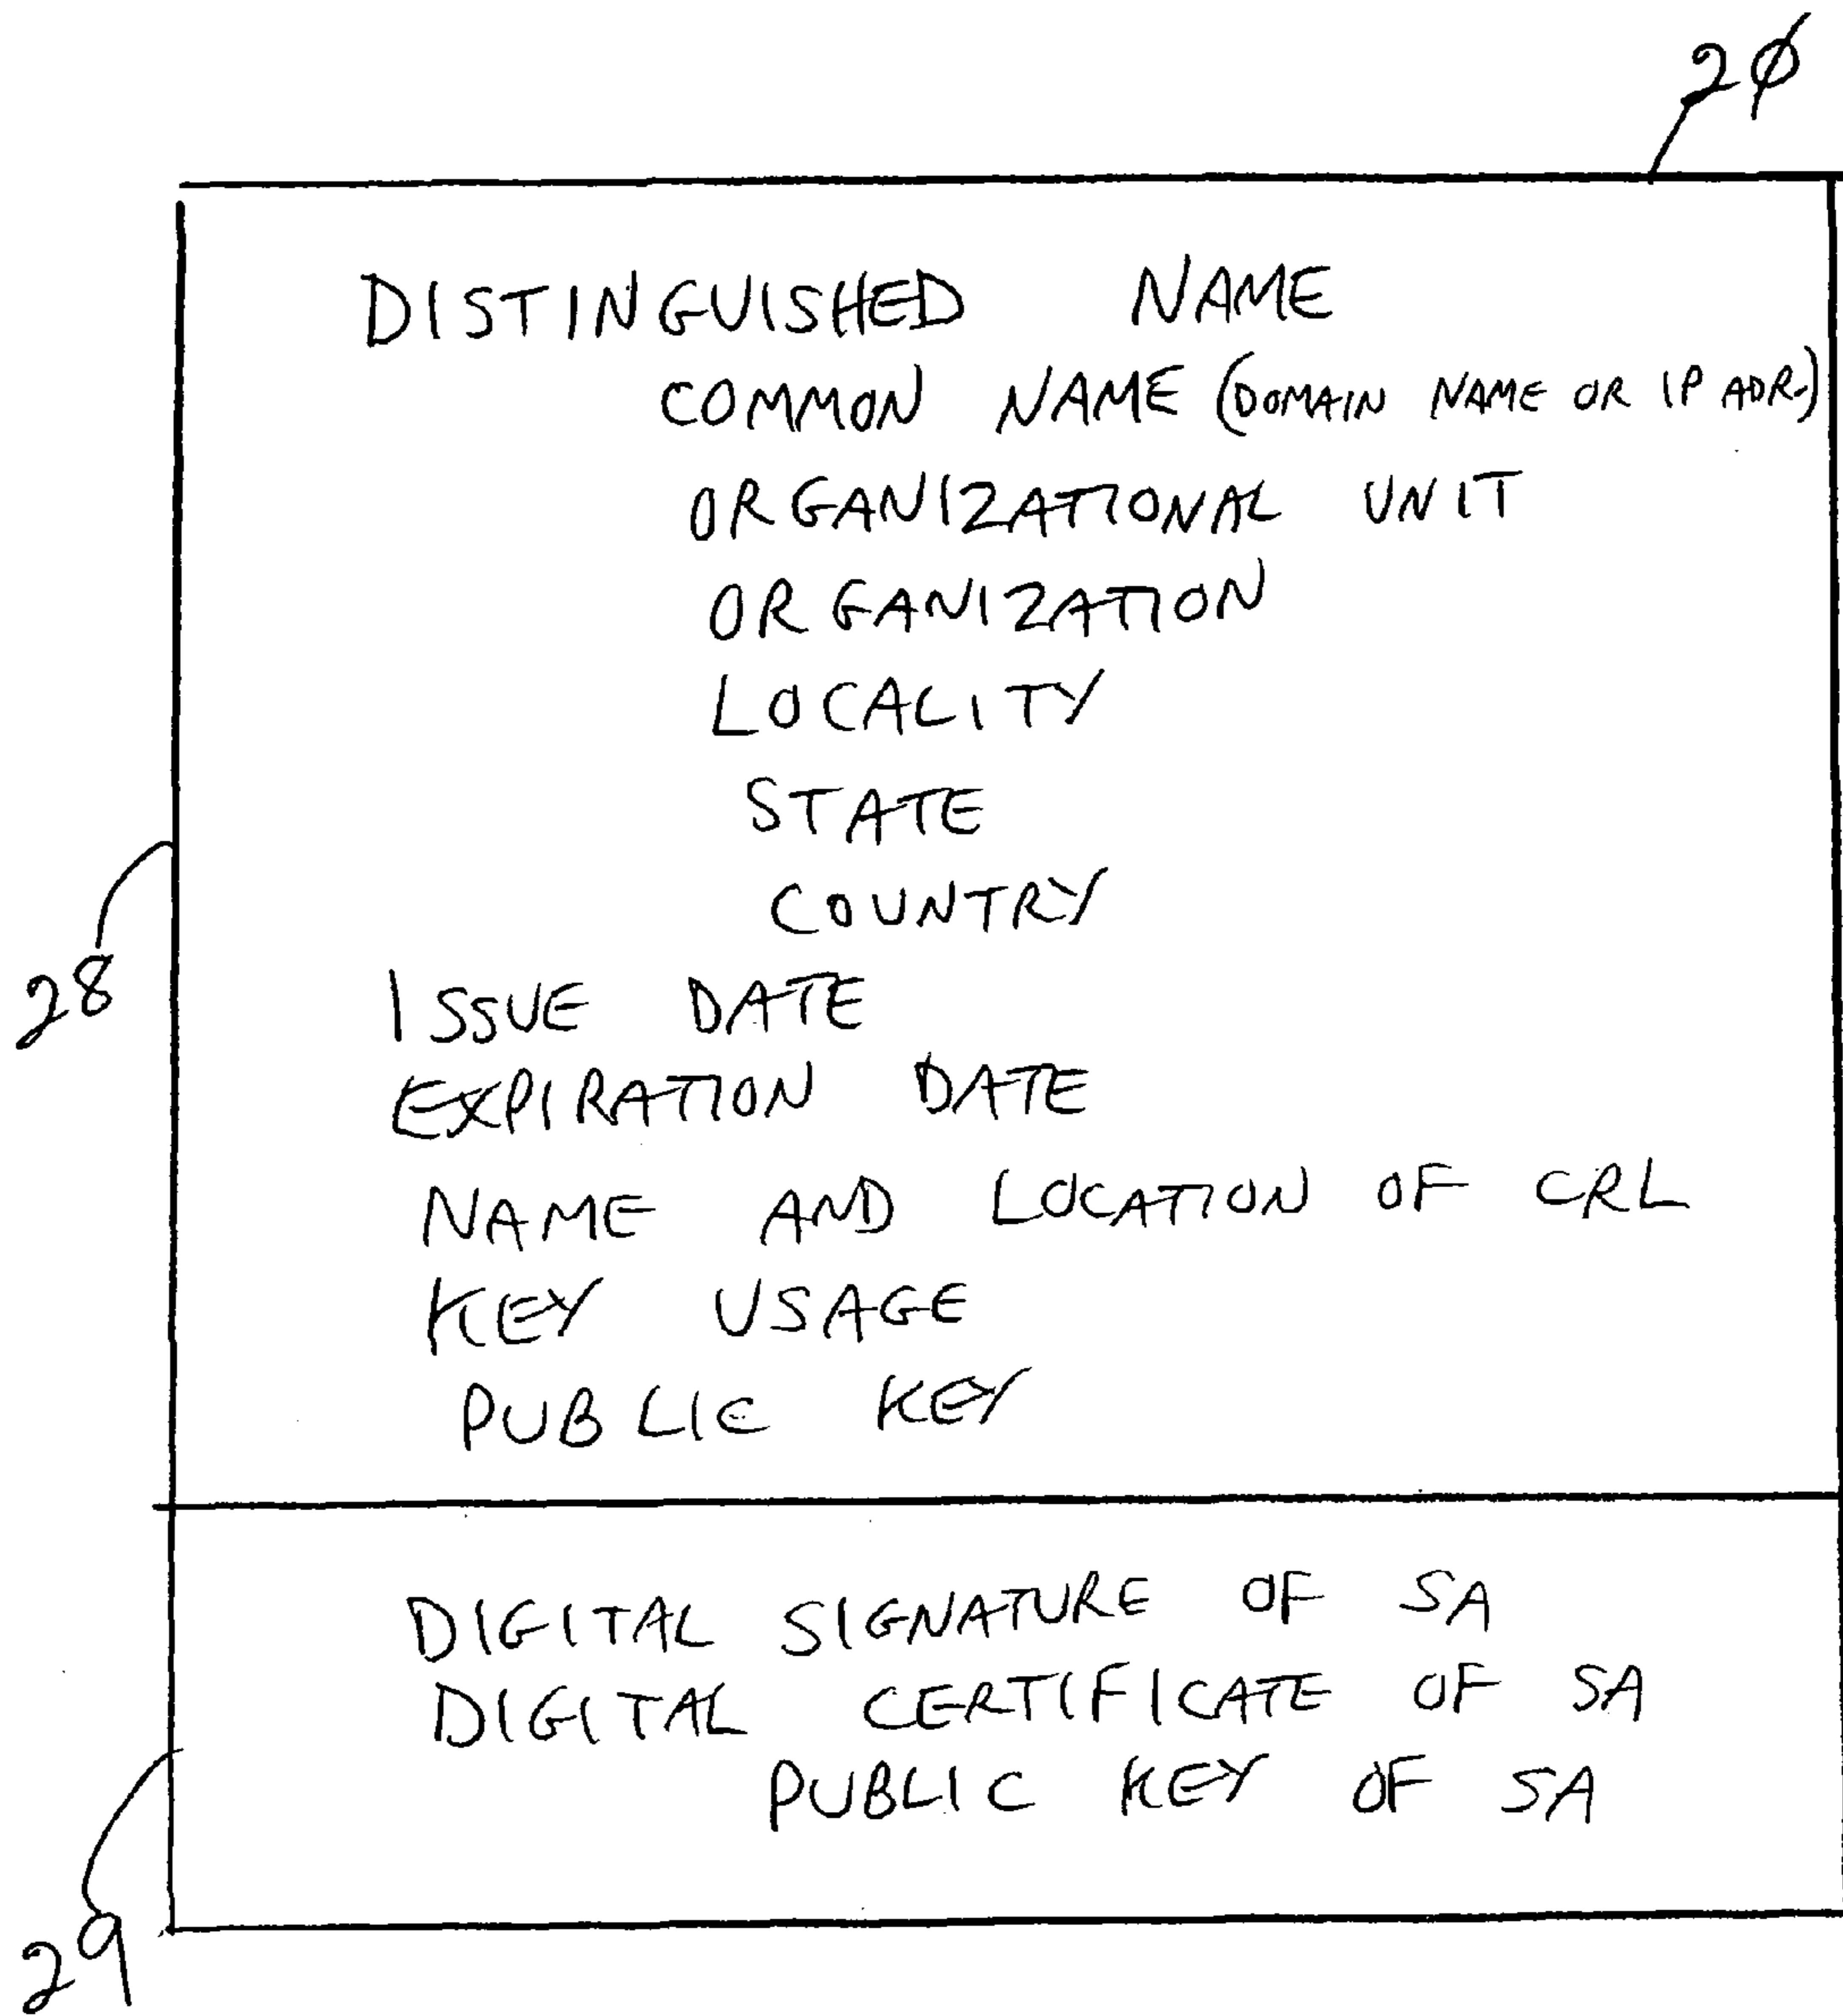 20
DISTINGUISHED NAME
COMMON NAME (DOMAIN NAME OR IP ADR.)
ORGANIZATIONAL UNIT
ORGANIZATION
LOCALITY
STATE
COUNTRY
28
ISSUE DATE
EXPIRATION DATE
NAME AND LOCATION OF CRL
KEY USAGE
PUBLIC KEY
DIGITAL SIGNATURE OF SA
DIGITAL CERTIFICATE OF SA
PUBLIC KEY OF SA
29